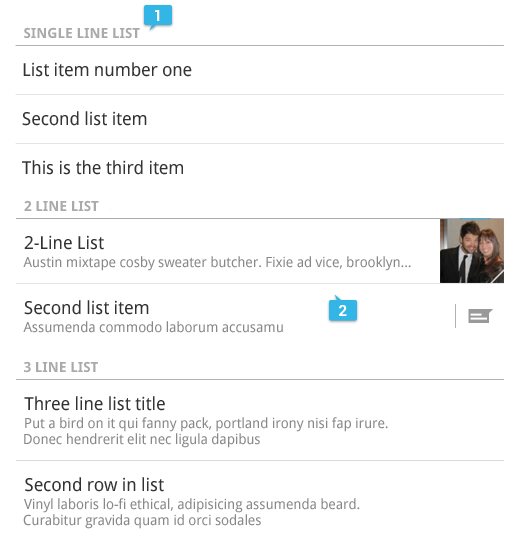 1
SINGLE LINE LIST
List item number one
Second list item
This is the third item
2 LINE LIST
2-Line List
Austin mixtape cosby sweater butcher. Fixie ad vice, brooklyn...
Second list item
2
Assumenda commodo laborum accusamu
3 LINE LIST
Three line list title
Put a bird on it qui fanny pack, portland irony nisi fap irure.
Donec hendrerit elit nec ligula dapibus
Second row in list
Vinyl laboris lo-fi ethical, adipisicing assumenda beard.
Curabitur gravida quam id orci sodales